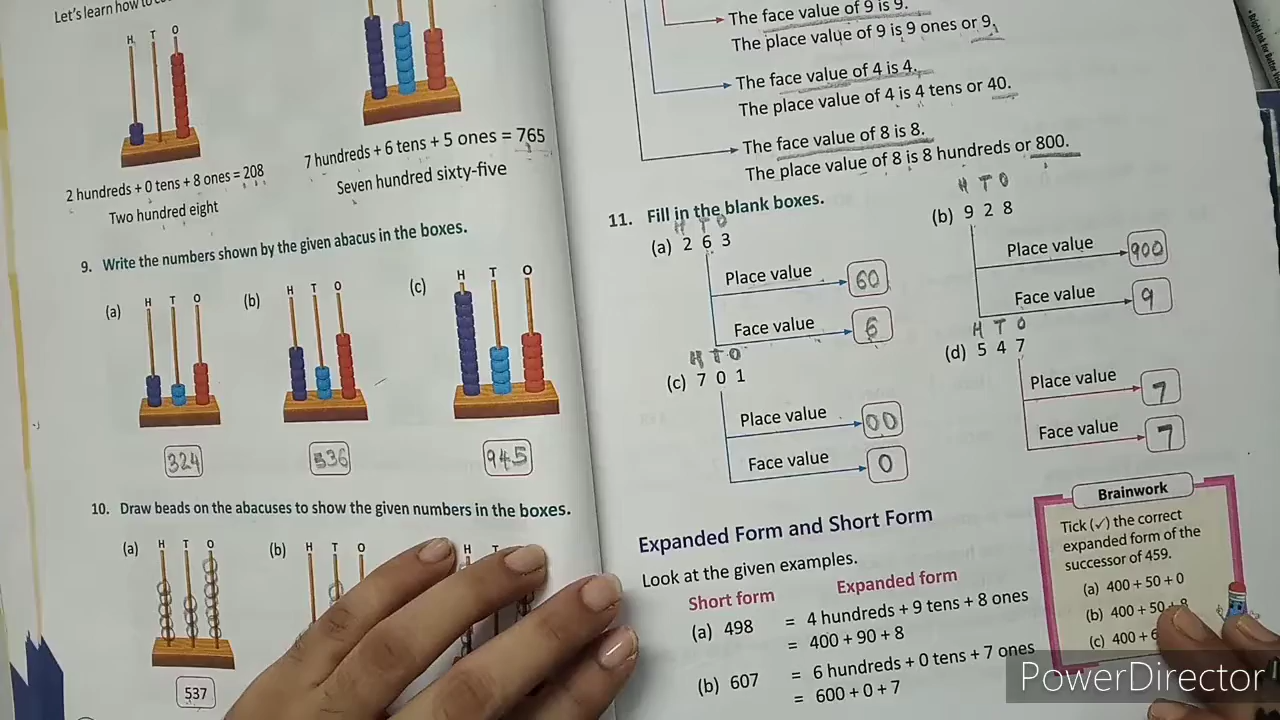 Let's learn how to
H T O
2 hundreds + 0 tens + 8 ones = 208
Two hundred eight
7 hundreds + 6 tens + 5 ones = 765
Seven hundred sixty-five
9. Write the numbers shown by the given abacus in the boxes.
(a) H T O
(b) H T O
(c) H T O
324
536
945
10. Draw beads on the abacuses to show the given numbers in the boxes.
(a) H T O
(b) H T O
H T
537
The face value of 9 is 9.
The place value of 9 is 9 ones or 9.
The face value of 4 is 4.
The place value of 4 is 4 tens or 40.
The face value of 8 is 8.
The place value of 8 is 8 hundreds or 800.
11. Fill in the blank boxes.
H T O
(a) 2 6 3
Place value 60
Face value 6
H T O
(b) 9 2 8
Place value 900
Face value 9
H T O
(c) 7 0 1
Place value 00
Face value 0
H T O
(d) 5 4 7
Place value 7
Face value 7
Expanded Form and Short Form
Look at the given examples.
Short form Expanded form
(a) 498 = 4 hundreds + 9 tens + 8 ones
= 400 + 90 + 8
(b) 607 = 6 hundreds + 0 tens + 7 ones
= 600 + 0 + 7
Brainwork
Tick (✓) the correct
expanded form of the
successor of 459.
(a) 400 + 50 + 0
(b) 400 + 50 + 8
(c) 400 + 6
PowerDirector